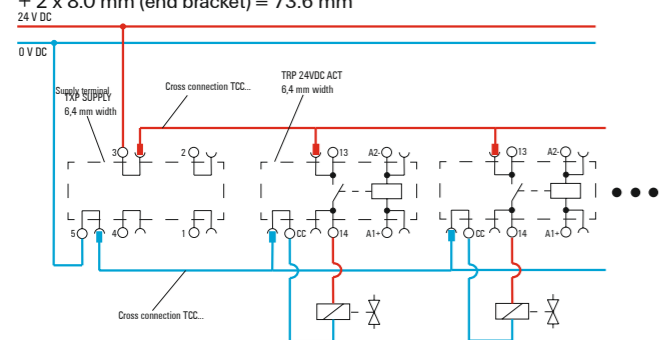 + 2 x 8.0 mm (end bracket) = 73.6 mm
24 V DC
0 V DC
Supply terminal
TXP SUPPLY
6,4 mm width
Cross connection TCC...
TRP 24VDC ACT
6,4 mm width
3 2 13 A2- 13 A2-
5 4 1 CC 14 A1+ CC 14 A1+
Cross connection TCC...